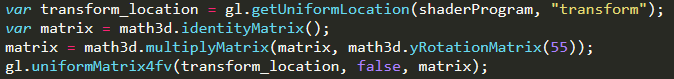 var transform_location = gl.getUniformLocation(shaderProgram, "transform");
var matrix = math3d.identityMatrix();
matrix = math3d.multiplyMatrix(matrix, math3d.yRotationMatrix(55));
gl.uniformMatrix4fv(transform_location, false, matrix);